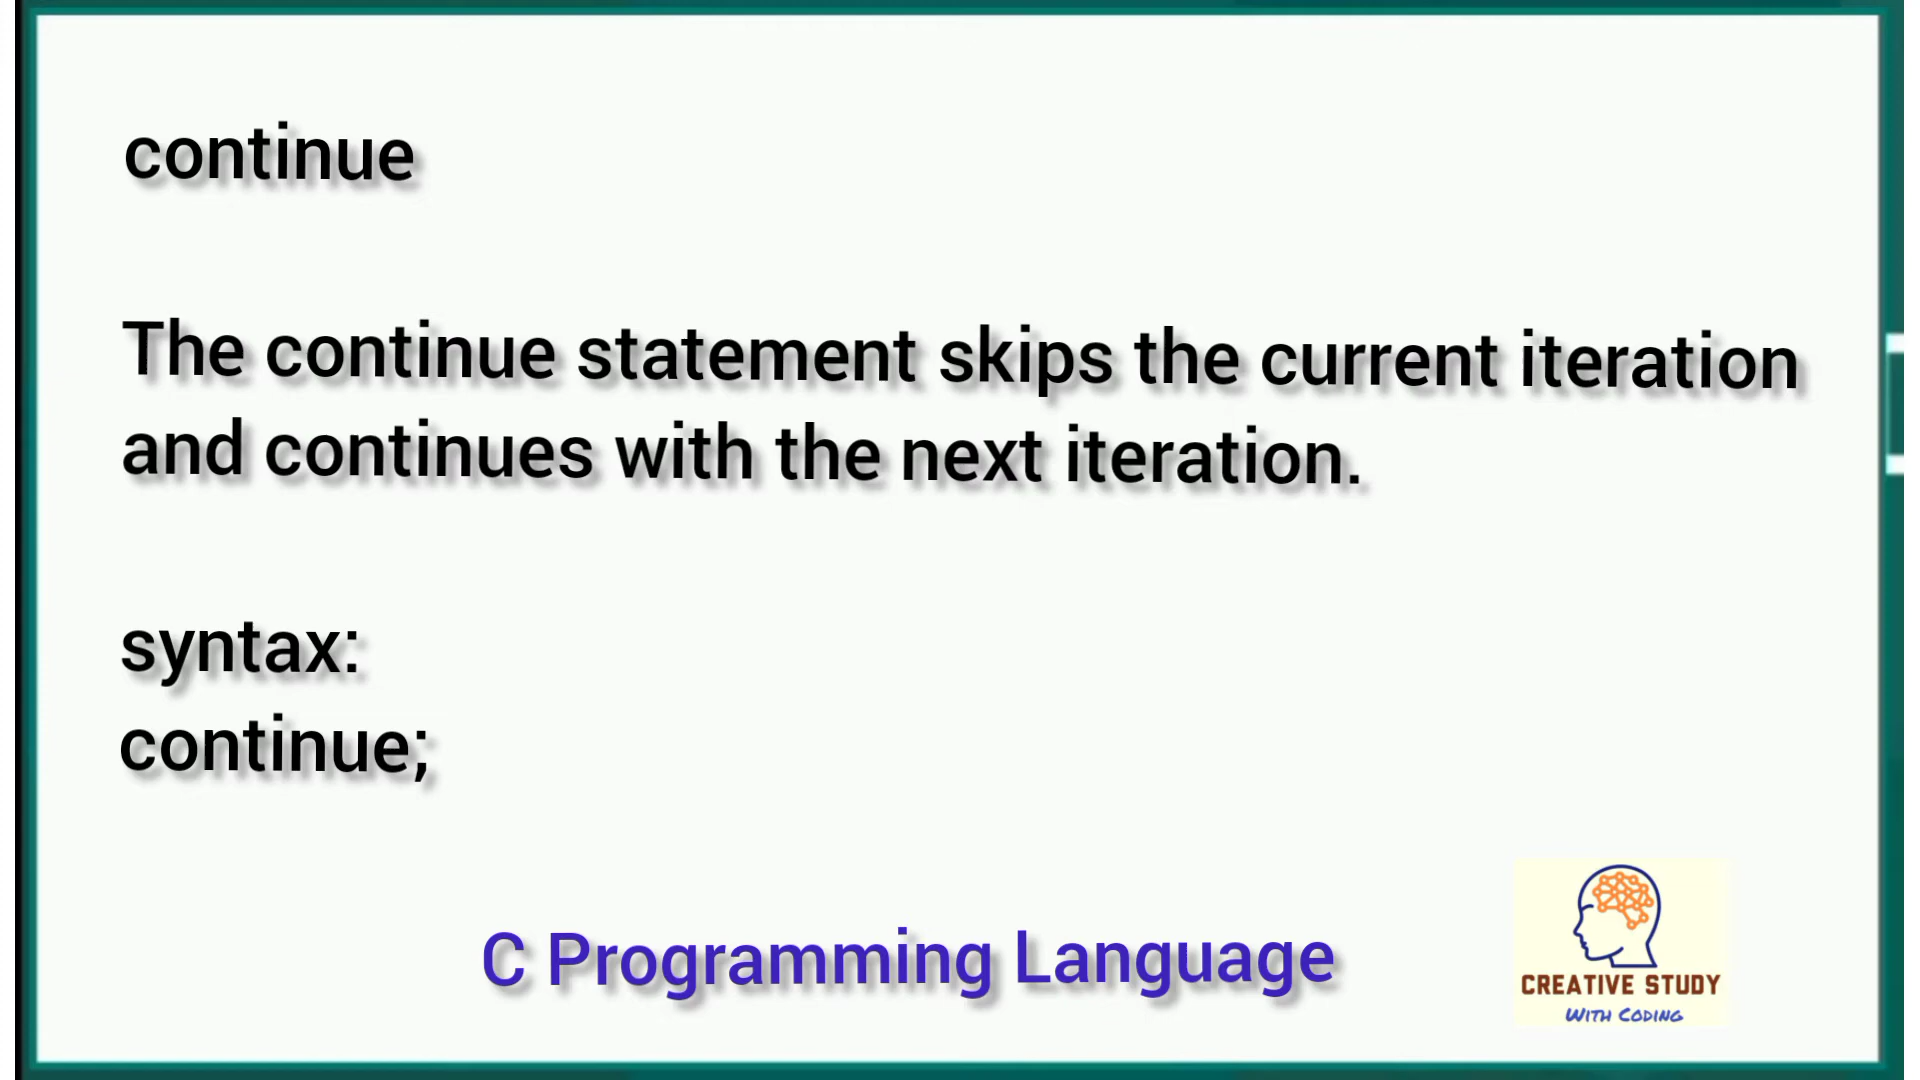 continue
The continue statement skips the current iteration
and continues with the next iteration.
syntax:
continue;
C Programming Language
CREATIVE STUDY
WITH CODING